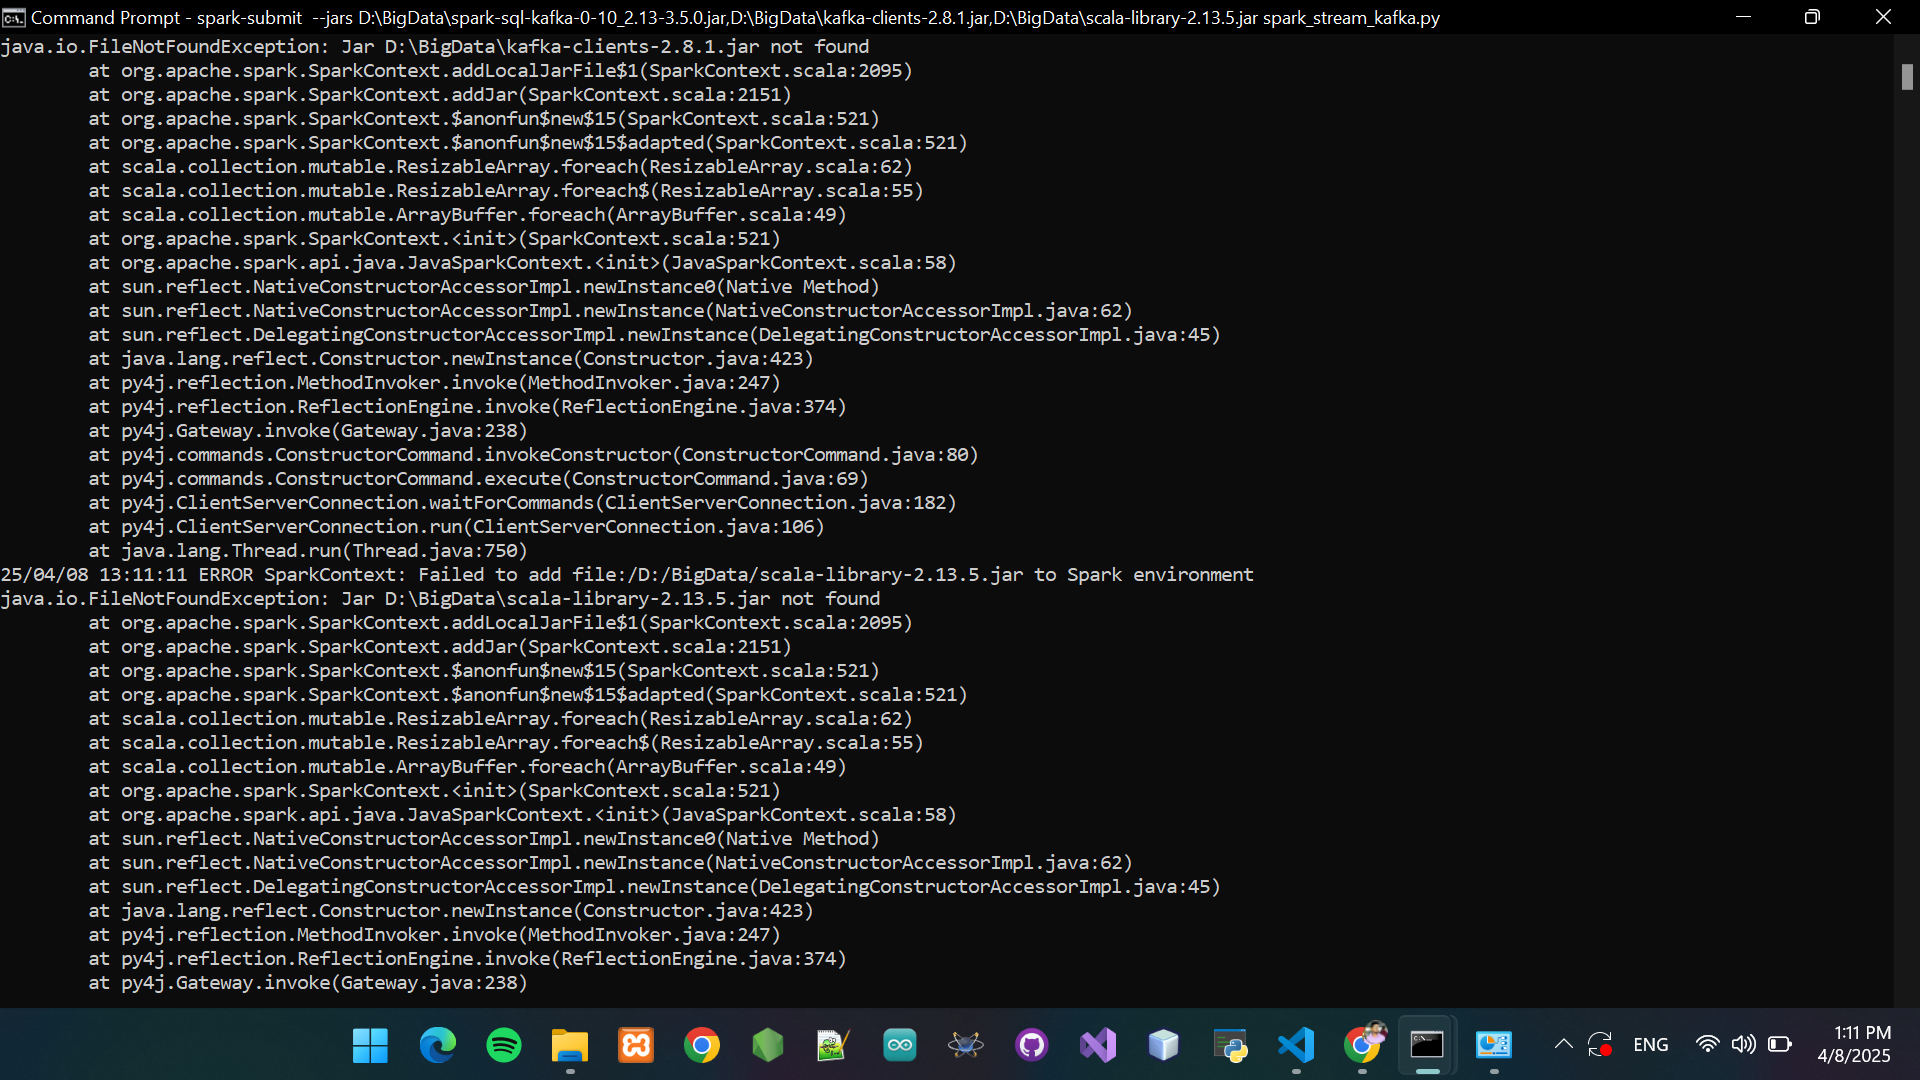 Command Prompt - spark-submit  --jars D:\BigData\spark-sql-kafka-0-10_2.13-3.5.0.jar,D:\BigData\kafka-clients-2.8.1.jar,D:\BigData\scala-library-2.13.5.jar spark_stream_kafka.py
java.io.FileNotFoundException: Jar D:\BigData\kafka-clients-2.8.1.jar not found
        at org.apache.spark.SparkContext.addLocalJarFile$1(SparkContext.scala:2095)
        at org.apache.spark.SparkContext.addJar(SparkContext.scala:2151)
        at org.apache.spark.SparkContext.$anonfun$new$15(SparkContext.scala:521)
        at org.apache.spark.SparkContext.$anonfun$new$15$adapted(SparkContext.scala:521)
        at scala.collection.mutable.ResizableArray.foreach(ResizableArray.scala:62)
        at scala.collection.mutable.ResizableArray.foreach$(ResizableArray.scala:55)
        at scala.collection.mutable.ArrayBuffer.foreach(ArrayBuffer.scala:49)
        at org.apache.spark.SparkContext.<init>(SparkContext.scala:521)
        at org.apache.spark.api.java.JavaSparkContext.<init>(JavaSparkContext.scala:58)
        at sun.reflect.NativeConstructorAccessorImpl.newInstance0(Native Method)
        at sun.reflect.NativeConstructorAccessorImpl.newInstance(NativeConstructorAccessorImpl.java:62)
        at sun.reflect.DelegatingConstructorAccessorImpl.newInstance(DelegatingConstructorAccessorImpl.java:45)
        at java.lang.reflect.Constructor.newInstance(Constructor.java:423)
        at py4j.reflection.MethodInvoker.invoke(MethodInvoker.java:247)
        at py4j.reflection.ReflectionEngine.invoke(ReflectionEngine.java:374)
        at py4j.Gateway.invoke(Gateway.java:238)
        at py4j.commands.ConstructorCommand.invokeConstructor(ConstructorCommand.java:80)
        at py4j.commands.ConstructorCommand.execute(ConstructorCommand.java:69)
        at py4j.ClientServerConnection.waitForCommands(ClientServerConnection.java:182)
        at py4j.ClientServerConnection.run(ClientServerConnection.java:106)
        at java.lang.Thread.run(Thread.java:750)
25/04/08 13:11:11 ERROR SparkContext: Failed to add file:/D:/BigData/scala-library-2.13.5.jar to Spark environment
java.io.FileNotFoundException: Jar D:\BigData\scala-library-2.13.5.jar not found
        at org.apache.spark.SparkContext.addLocalJarFile$1(SparkContext.scala:2095)
        at org.apache.spark.SparkContext.addJar(SparkContext.scala:2151)
        at org.apache.spark.SparkContext.$anonfun$new$15(SparkContext.scala:521)
        at org.apache.spark.SparkContext.$anonfun$new$15$adapted(SparkContext.scala:521)
        at scala.collection.mutable.ResizableArray.foreach(ResizableArray.scala:62)
        at scala.collection.mutable.ResizableArray.foreach$(ResizableArray.scala:55)
        at scala.collection.mutable.ArrayBuffer.foreach(ArrayBuffer.scala:49)
        at org.apache.spark.SparkContext.<init>(SparkContext.scala:521)
        at org.apache.spark.api.java.JavaSparkContext.<init>(JavaSparkContext.scala:58)
        at sun.reflect.NativeConstructorAccessorImpl.newInstance0(Native Method)
        at sun.reflect.NativeConstructorAccessorImpl.newInstance(NativeConstructorAccessorImpl.java:62)
        at sun.reflect.DelegatingConstructorAccessorImpl.newInstance(DelegatingConstructorAccessorImpl.java:45)
        at java.lang.reflect.Constructor.newInstance(Constructor.java:423)
        at py4j.reflection.MethodInvoker.invoke(MethodInvoker.java:247)
        at py4j.reflection.ReflectionEngine.invoke(ReflectionEngine.java:374)
        at py4j.Gateway.invoke(Gateway.java:238)
ENG
1:11 PM
4/8/2025